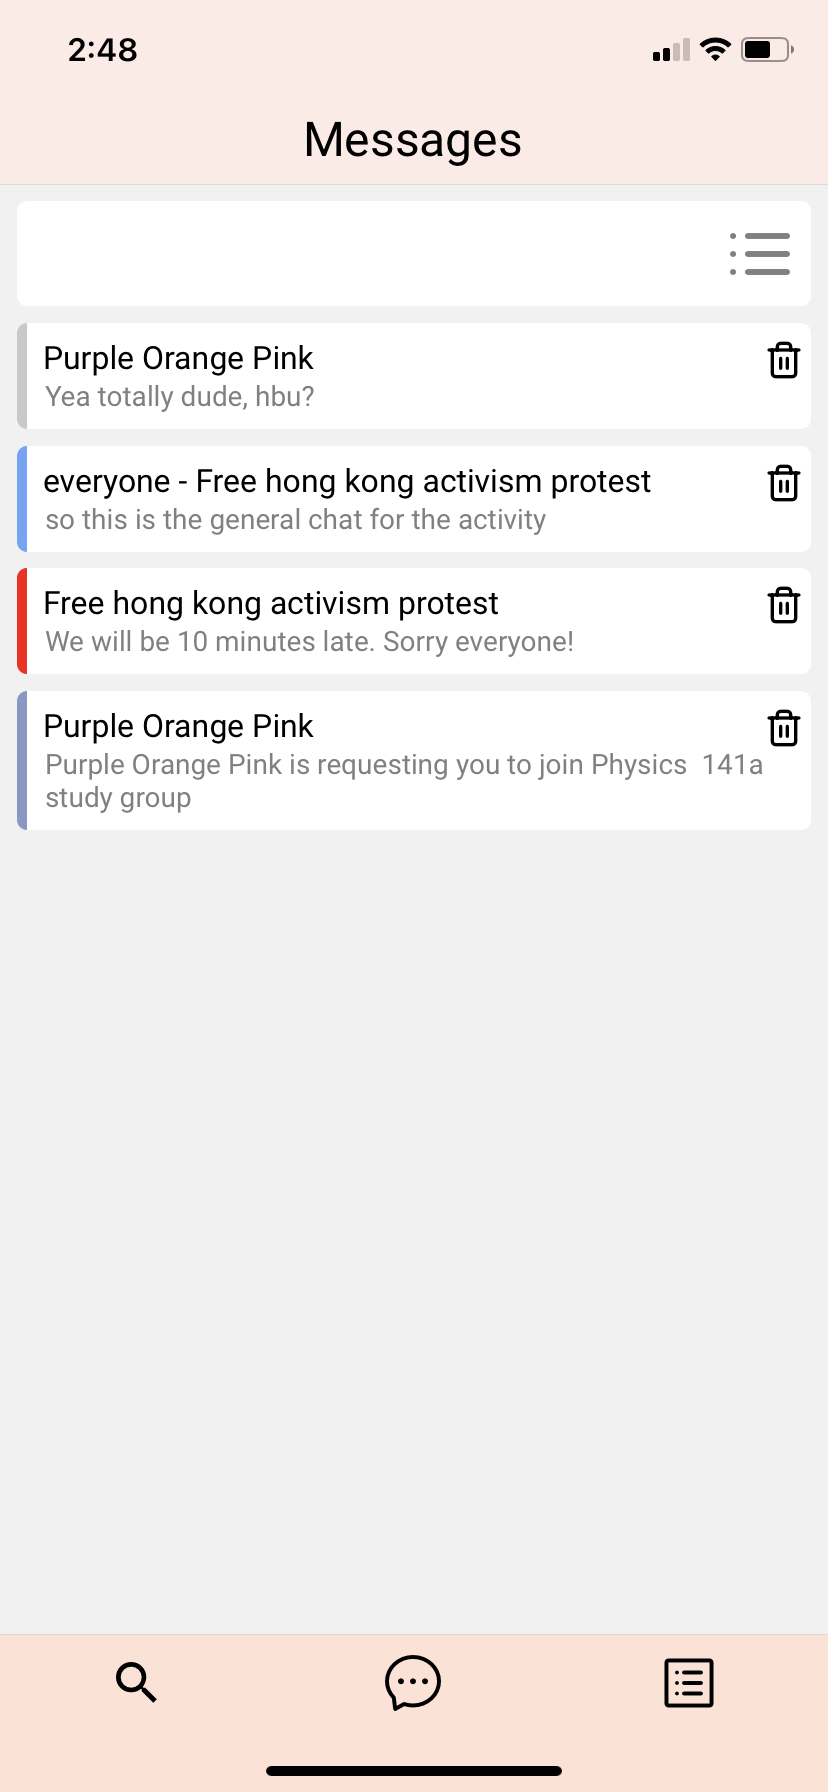 2:48
Messages
Purple Orange Pink
Yea totally dude, hbu?
everyone - Free hong kong activism protest
so this is the general chat for the activity
Free hong kong activism protest
We will be 10 minutes late. Sorry everyone!
Purple Orange Pink
Purple Orange Pink is requesting you to join Physics  141a
study group